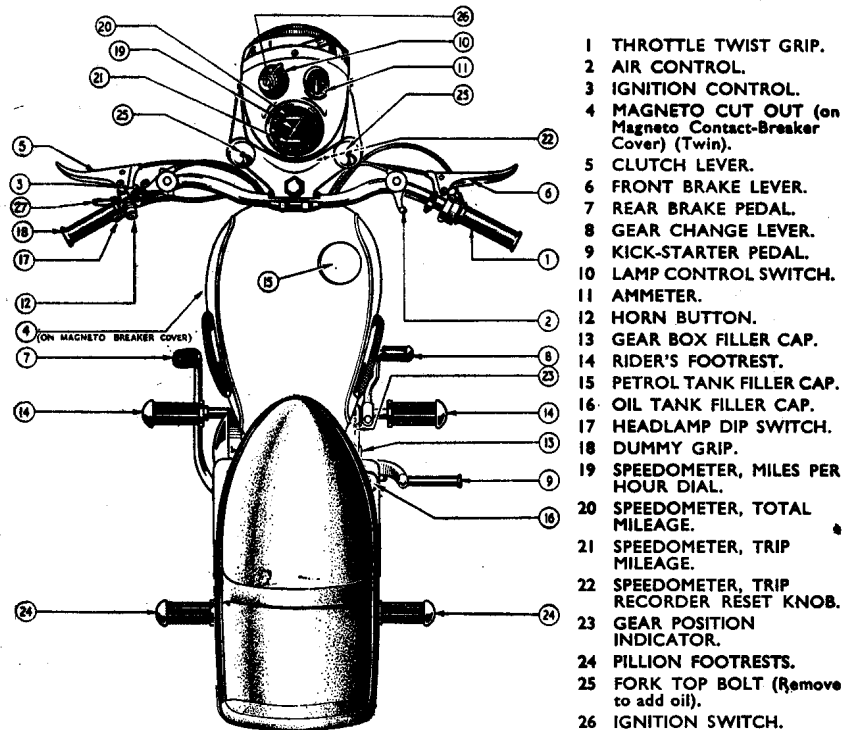 26
20
10
19
11
21
25
25
22
5
3
6
27
18
17
1
15
12
2
4
(ON MAGNETO BREAKER COVER)
7
8
23
14
14
13
9
16
24
24
1 THROTTLE TWIST GRIP.
2 AIR CONTROL.
3 IGNITION CONTROL.
4 MAGNETO CUT OUT (on
Magneto Contact-Breaker
Cover) (Twin).
5 CLUTCH LEVER.
6 FRONT BRAKE LEVER.
7 REAR BRAKE PEDAL.
8 GEAR CHANGE LEVER.
9 KICK-STARTER PEDAL.
10 LAMP CONTROL SWITCH.
11 AMMETER.
12 HORN BUTTON.
13 GEAR BOX FILLER CAP.
14 RIDER'S FOOTREST.
15 PETROL TANK FILLER CAP.
16 OIL TANK FILLER CAP.
17 HEADLAMP DIP SWITCH.
18 DUMMY GRIP.
19 SPEEDOMETER, MILES PER
HOUR DIAL.
20 SPEEDOMETER, TOTAL
MILEAGE.
21 SPEEDOMETER, TRIP
MILEAGE.
22 SPEEDOMETER, TRIP
RECORDER RESET KNOB.
23 GEAR POSITION
INDICATOR.
24 PILLION FOOTRESTS.
25 FORK TOP BOLT (Remove
to add oil).
26 IGNITION SWITCH.